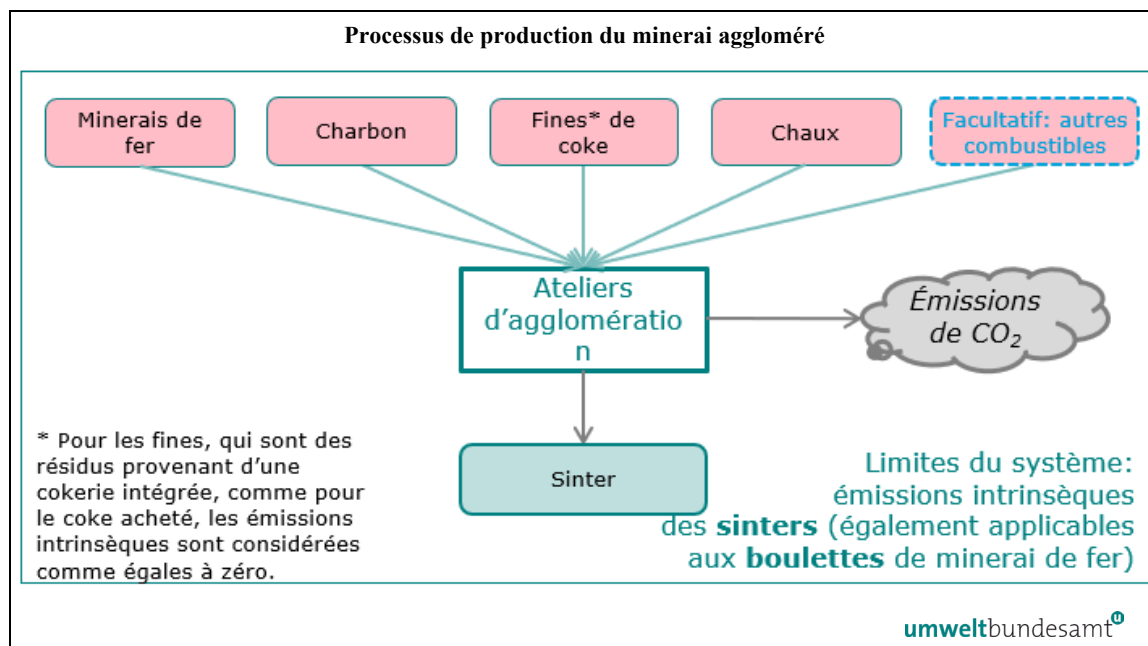 Processus de production du minerai aggloméré
Minerais de
fer
Charbon
Fines* de
coke
Chaux
Facultatif: autres
combustibles
Ateliers
d'agglomératio
n
Émissions
de CO₂
* Pour les fines, qui sont des
résidus provenant d'une
cokerie intégrée, comme pour
le coke acheté, les émissions
intrinsèques sont considérées
comme égales à zéro.
Sinter
Limites du système:
émissions intrinsèques
des sinters (également applicables
aux boulettes de minerai de fer)
umweltbundesamt ᵘ